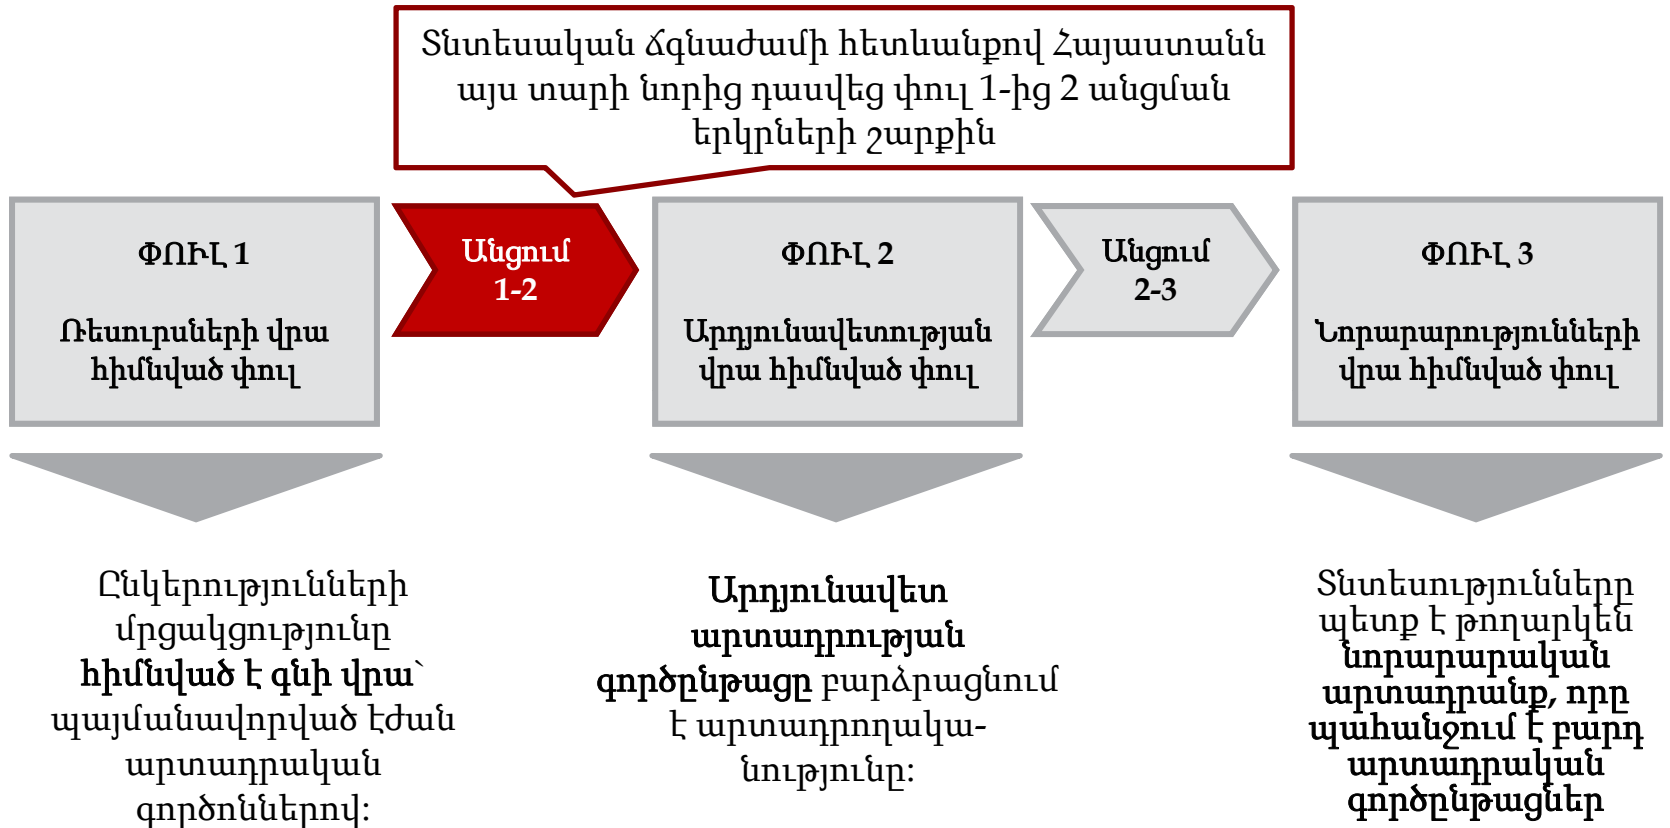 Տնտեսական ճգնաժամի հետևանքով Հայաստանն
այս տարի նորից դասվեց փուլ 1-ից 2 անցման
երկրների շարքին
ՓՈՒԼ 1
Ռեսուրսների վրա
հիմնված փուլ
Անցում
1-2
ՓՈՒԼ 2
Արդյունավետության
վրա հիմնված փուլ
Անցում
2-3
ՓՈՒԼ 3
Նորարարությունների
վրա հիմնված փուլ
Ընկերությունների
մրցակցությունը
հիմնված է գնի վրա՝
պայմանավորված էժան
արտադրական
գործոններով:
Արդյունավետ
արտադրության
գործընթացը բարձրացնում
է արտադրողակա-
նությունը:
Տնտեսությունները
պետք է թողարկեն
նորարարական
արտադրանք, որը
պահանջում է բարդ
արտադրական
գործընթացներ